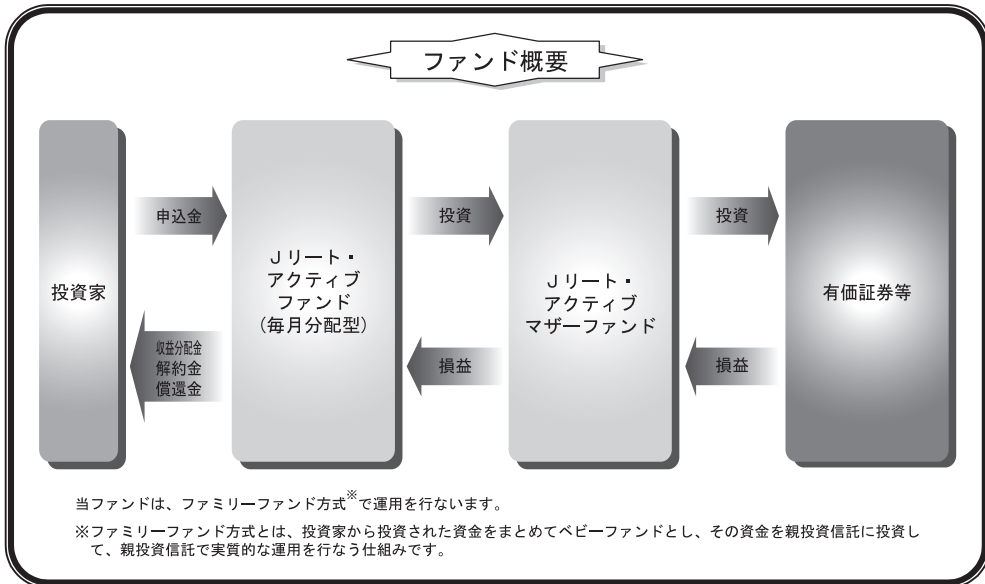 ファンド概要
投資家
申込金
収益分配金
解約金
償還金
Jリート・
アクティブ
ファンド
(毎月分配型)
投資
損益
Jリート・
アクティブ
マザーファンド
投資
損益
有価証券等
当ファンドは、ファミリーファンド方式※で運用を行ないます。
※ファミリーファンド方式とは、投資家から投資された資金をまとめてベビーファンドとし、その資金を親投資信託に投資し
て、親投資信託で実質的な運用を行なう仕組みです。